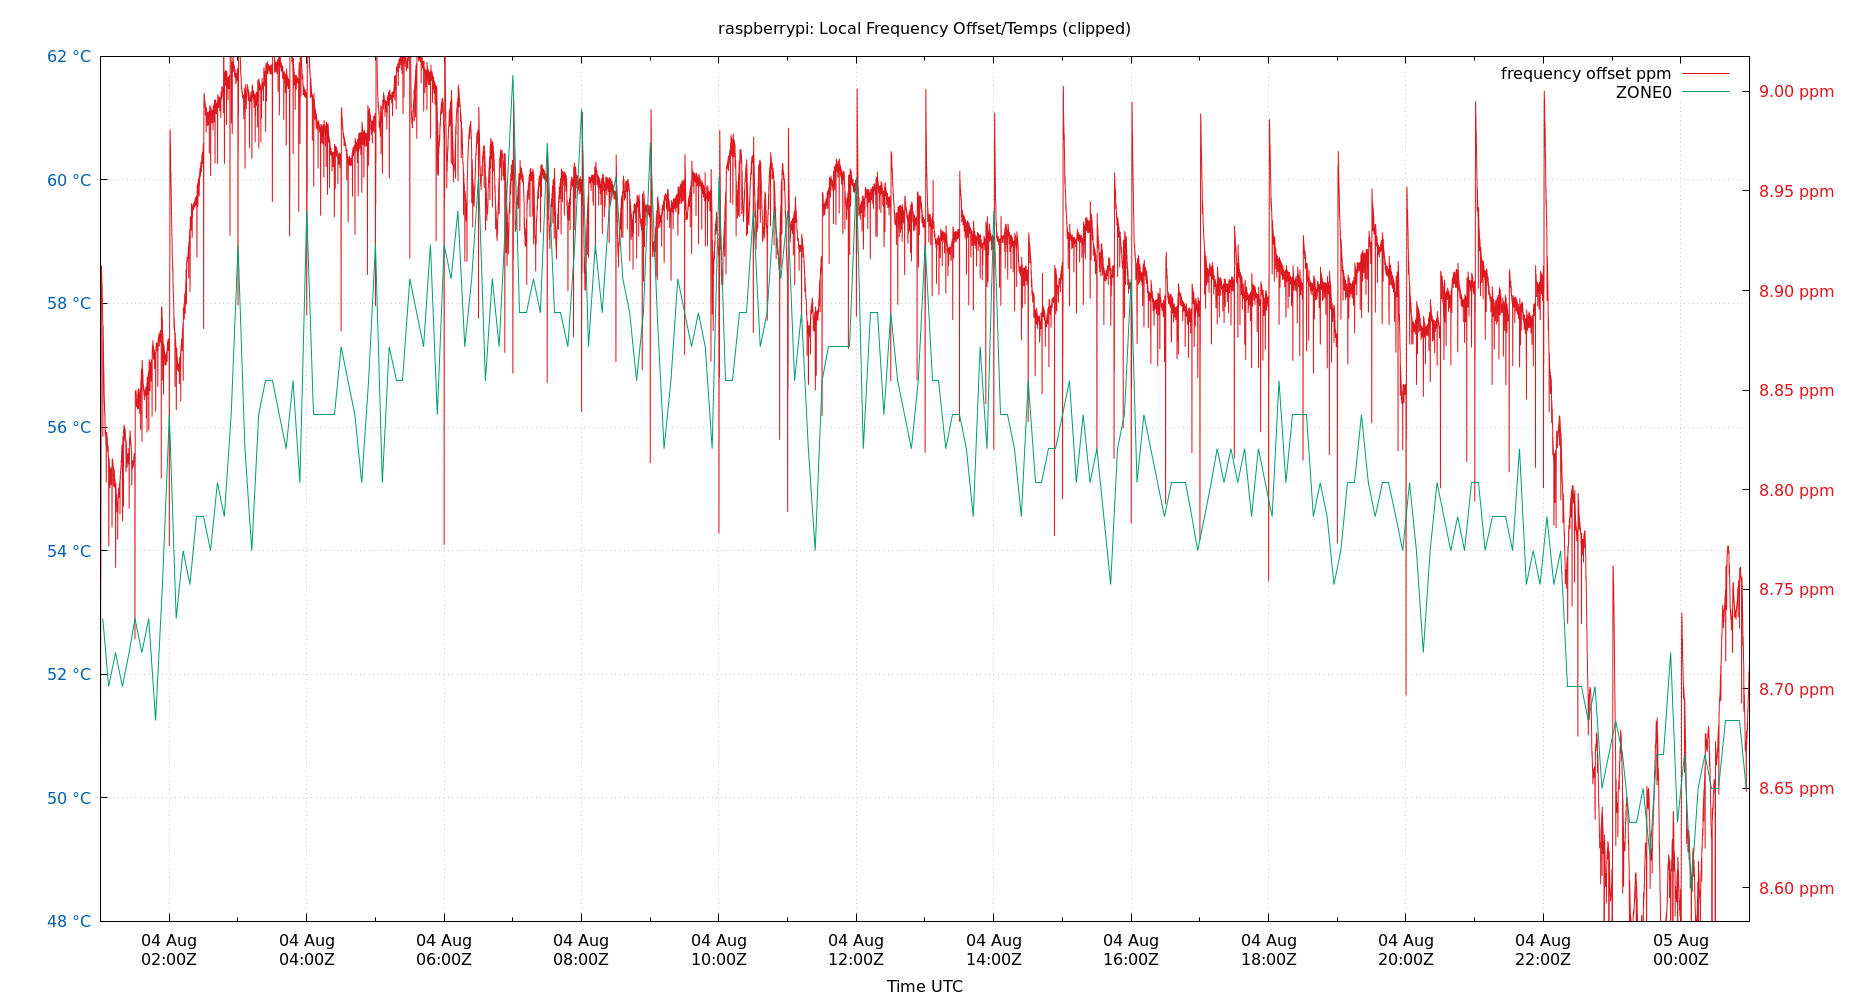 raspberrypi: Local Frequency Offset/Temps (clipped)
62 °C
60 °C
58 °C
56 °C
54 °C
52 °C
50 °C
48 °C
frequency offset ppm
ZONE0
9.00 ppm
8.95 ppm
8.90 ppm
8.85 ppm
8.80 ppm
8.75 ppm
8.70 ppm
8.65 ppm
8.60 ppm
04 Aug 04 Aug 04 Aug 04 Aug 04 Aug 04 Aug 04 Aug 04 Aug 04 Aug 04 Aug 04 Aug 05 Aug
02:00Z 04:00Z 06:00Z 08:00Z 10:00Z 12:00Z 14:00Z 16:00Z 18:00Z 20:00Z 22:00Z 00:00Z
Time UTC